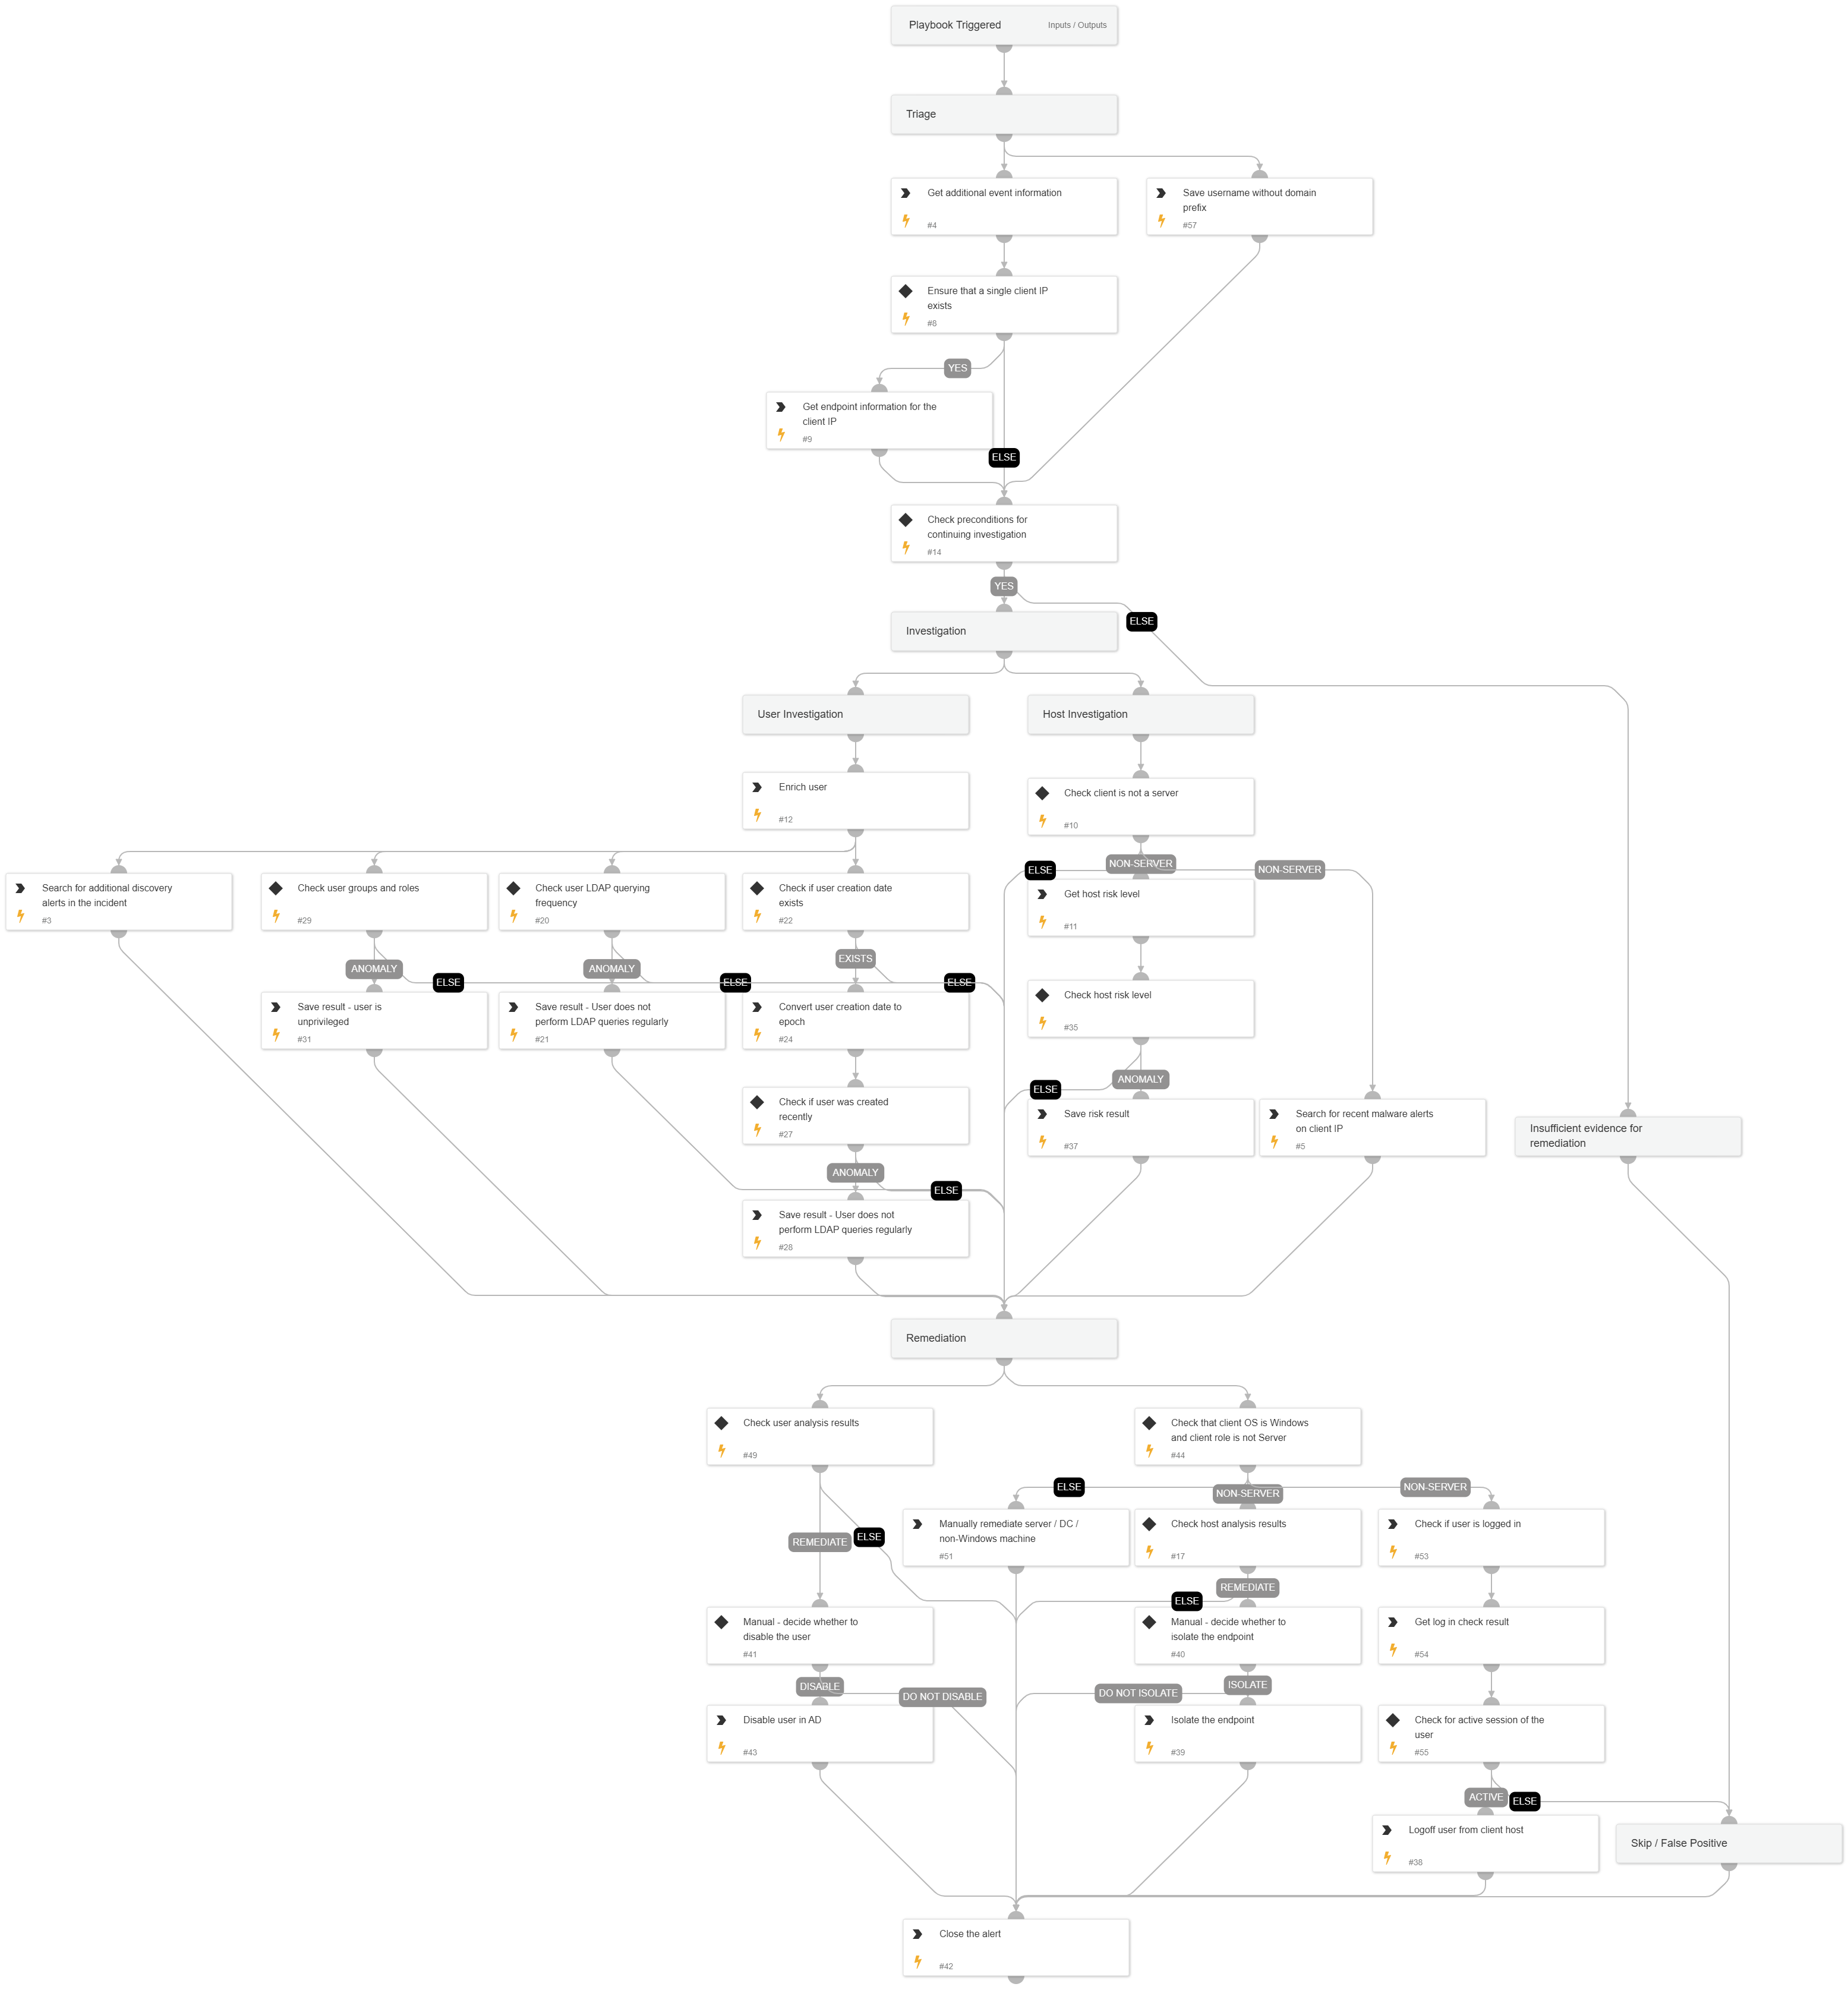 Playbook Triggered
Inputs / Outputs
Triage
Get additional event information
#4
Save username without domain
prefix
#57
Ensure that a single client IP
exists
#8
YES
Get endpoint information for the
client IP
#9
ELSE
Check preconditions for
continuing investigation
#14
YES
ELSE
Investigation
User Investigation
Host Investigation
Enrich user
#12
Check client is not a server
#10
ELSE
NON-SERVER
NON-SERVER
Search for additional discovery
alerts in the incident
#3
Check user groups and roles
#29
Check user LDAP querying
frequency
#20
Check if user creation date
exists
#22
Get host risk level
#11
ANOMALY
ELSE
ANOMALY
ELSE
EXISTS
ELSE
Save result - user is
unprivileged
#31
Save result - User does not
perform LDAP queries regularly
#21
Convert user creation date to
epoch
#24
Check host risk level
#35
ELSE
ANOMALY
Check if user was created
recently
#27
Save risk result
#37
Search for recent malware alerts
on client IP
#5
Insufficient evidence for
remediation
ANOMALY
ELSE
Save result - User does not
perform LDAP queries regularly
#28
Remediation
Check user analysis results
#49
Check that client OS is Windows
and client role is not Server
#44
ELSE
NON-SERVER
NON-SERVER
REMEDIATE
ELSE
Manually remediate server / DC /
non-Windows machine
#51
Check host analysis results
#17
Check if user is logged in
#53
REMEDIATE
ELSE
Manual - decide whether to
disable the user
#41
Manual - decide whether to
isolate the endpoint
#40
Get log in check result
#54
DISABLE
DO NOT DISABLE
DO NOT ISOLATE
ISOLATE
Disable user in AD
#43
Isolate the endpoint
#39
Check for active session of the
user
#55
ACTIVE
ELSE
Logoff user from client host
#38
Skip / False Positive
Close the alert
#42